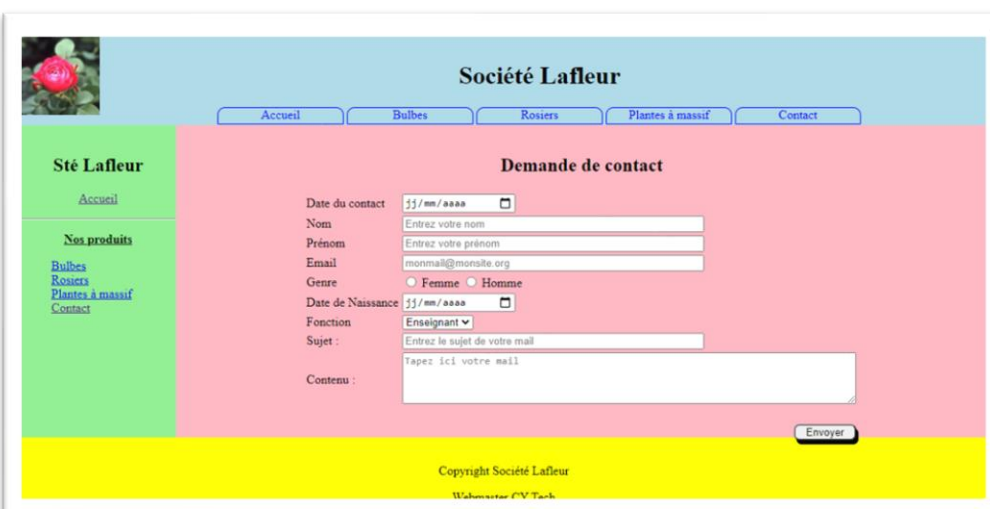 Société Lafleur
Accueil Bulbes Rosiers Plantes à massif Contact
Sté Lafleur
Accueil
Nos produits
Bulbes
Rosiers
Plantes à massif
Contact
Demande de contact
Date du contact jj/mm/aaaa
Nom Entrez votre nom
Prénom Entrez votre prénom
Email monmail@monsite.org
Genre Femme Homme
Date de Naissance jj/mm/aaaa
Fonction Enseignant
Sujet : Entrez le sujet de votre mail
Contenu : Tapez ici votre mail
Envoyer
Copyright Société Lafleur
Webmaster CY Tech